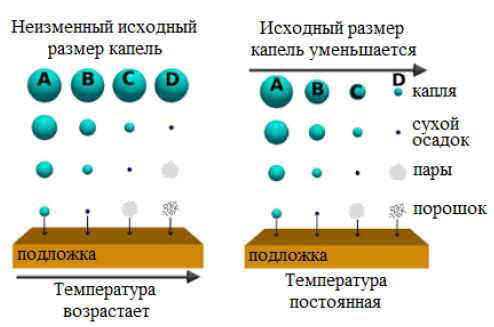 Неизменный исходный
размер капель
A B C D
подложка
Температура
возрастает
Исходный размер
капель уменьшается
A B C D
капля
сухой
осадок
пары
порошок
подложка
Температура
постоянная